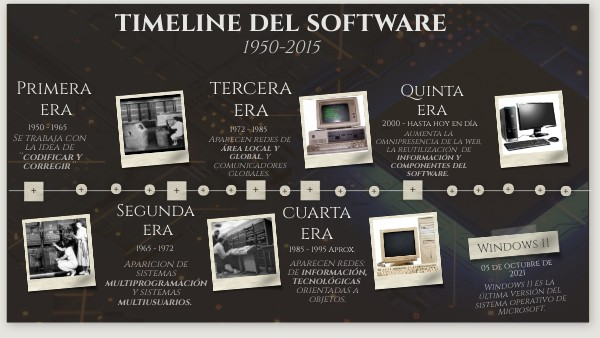 TIMELINE DEL SOFTWARE
1950-2015
PRIMERA
ERA
1950 - 1965
SE TRABAJA CON
LA IDEA DE
"CODIFICAR Y
CORREGIR"
SEGUNDA
ERA
1965 - 1972
APARICION DE
SISTEMAS
MULTIPROGRAMACIÓN
Y SISTEMAS
MULTIUSUARIOS.
TERCERA
ERA
1972 - 1985
APARECEN REDES DE
ÁREA LOCAL Y
GLOBAL, Y
COMUNICADORES
GLOBALES.
CUARTA
ERA
1985 - 1995 APROX.
APARECEN REDES
DE INFORMACIÓN,
TECNOLÓGICAS
ORIENTADAS A
OBJETOS.
QUINTA
ERA
2000 - HASTA HOY EN DÍA
AUMENTA LA
OMNIPRESENCIA DE LA WEB,
LA REUTILIZACIÓN DE
INFORMACIÓN Y
COMPONENTES DEL
SOFTWARE.
WINDOWS 11
05 DE OCTUBRE DE
2021
WINDOWS 11 ES LA
ÚLTIMA VERSIÓN DEL
SISTEMA OPERATIVO DE
MICROSOFT.